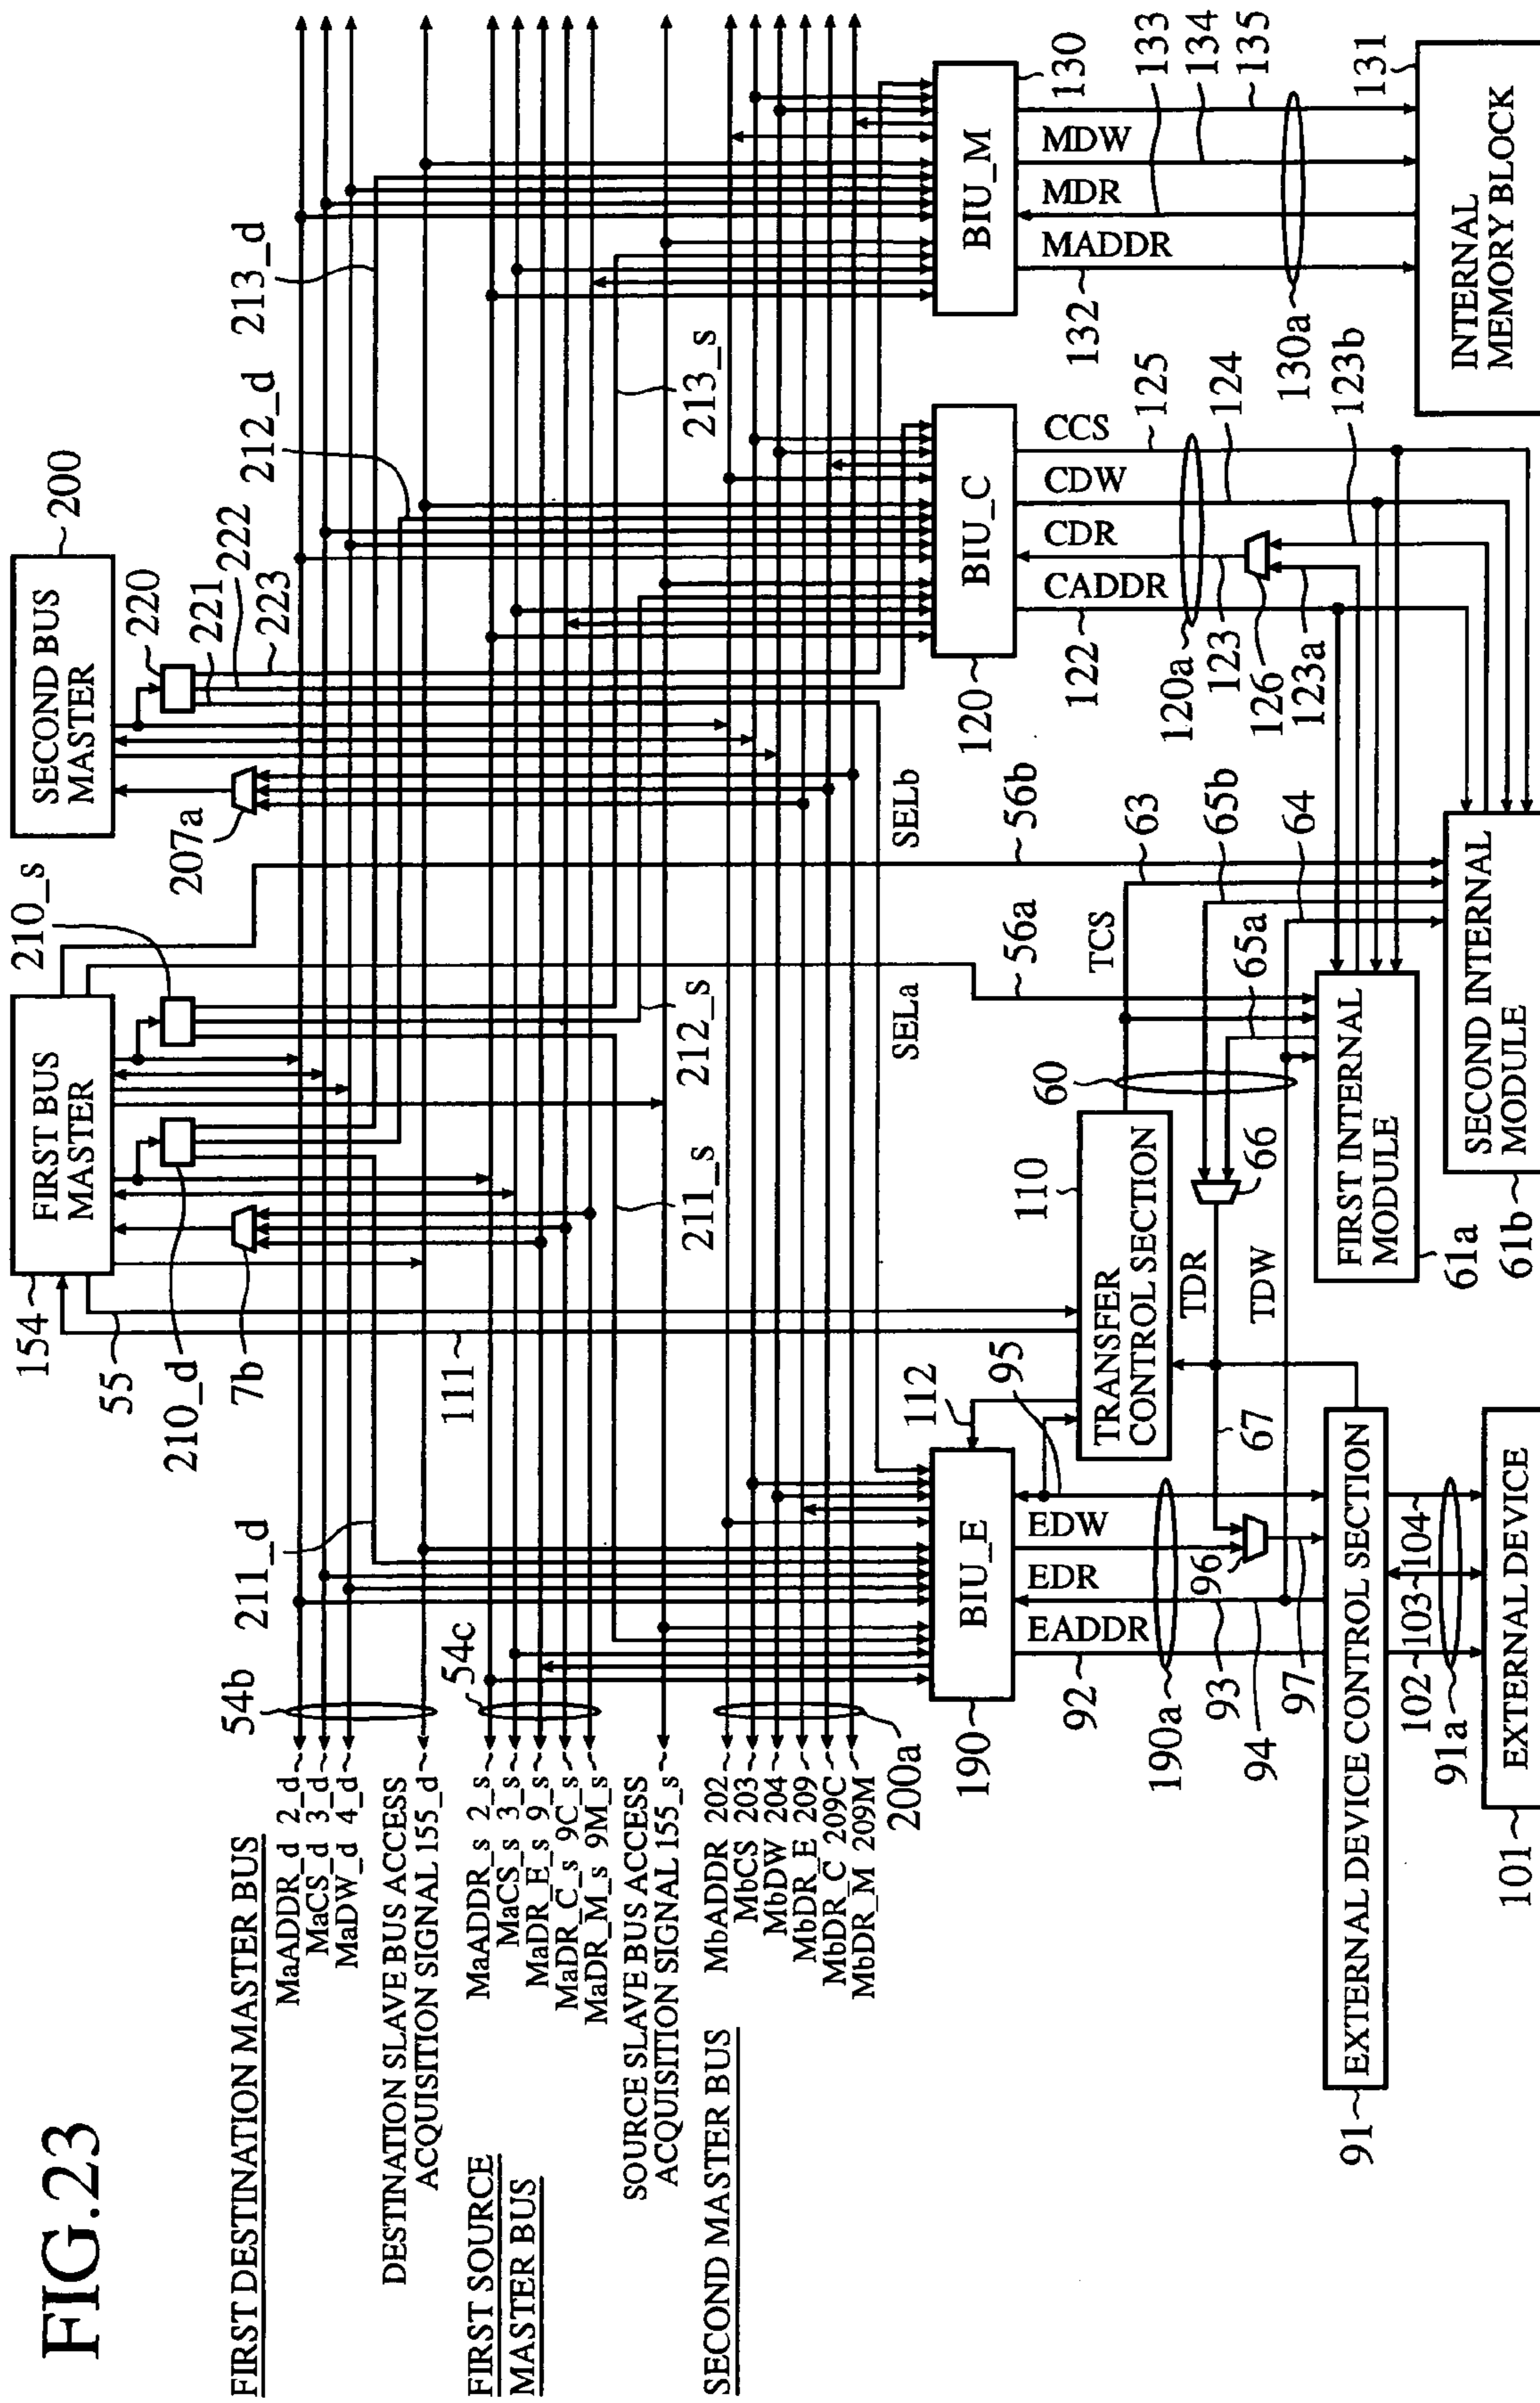 FIG.23
FIRST DESTINATION MASTER BUS
MaADDR_d 2_d
MaCS_d 3_d
MaDW_d 4_d
DESTINATION SLAVE BUS ACCESS
ACQUISITION SIGNAL 155_d
FIRST SOURCE
MASTER BUS
MaADDR_s 2_s
MaCS_s 3_s
MaDR_E_s 9_s
MaDR_C_s 9C_s
MaDR_M_s 9M_s
SOURCE SLAVE BUS ACCESS
ACQUISITION SIGNAL 155_s
SECOND MASTER BUS
MbADDR 202
MbCS 203
MbDW 204
MbDR_E 209
MbDR_C 209C
MbDR_M 209M
54b
54c
200a
154
FIRST BUS
MASTER
55
210_d
7b
111
210_s
211_d
211_s
212_s
SECOND BUS
MASTER
200
207a
220
221
222
223
212_d
213_d
213_s
SELa
SELb
190
BIU_E
112
95
EDW
EDR
EADDR
92
190a
93
94
96
97
67
TRANSFER
CONTROL SECTION
110
60
TCS
TDR
TDW
66
56a
56b
63
65b
65a
64
120
BIU_C
CCS
CDW
CDR
CADDR
122
120a
123
126
123a
125
124
123b
BIU_M
130
MDW
MDR
MADDR
132
130a
133
134
135
131
INTERNAL
MEMORY BLOCK
FIRST INTERNAL
MODULE
61a
SECOND INTERNAL
MODULE
61b
91
EXTERNAL DEVICE CONTROL SECTION
102
103
104
91a
101
EXTERNAL DEVICE